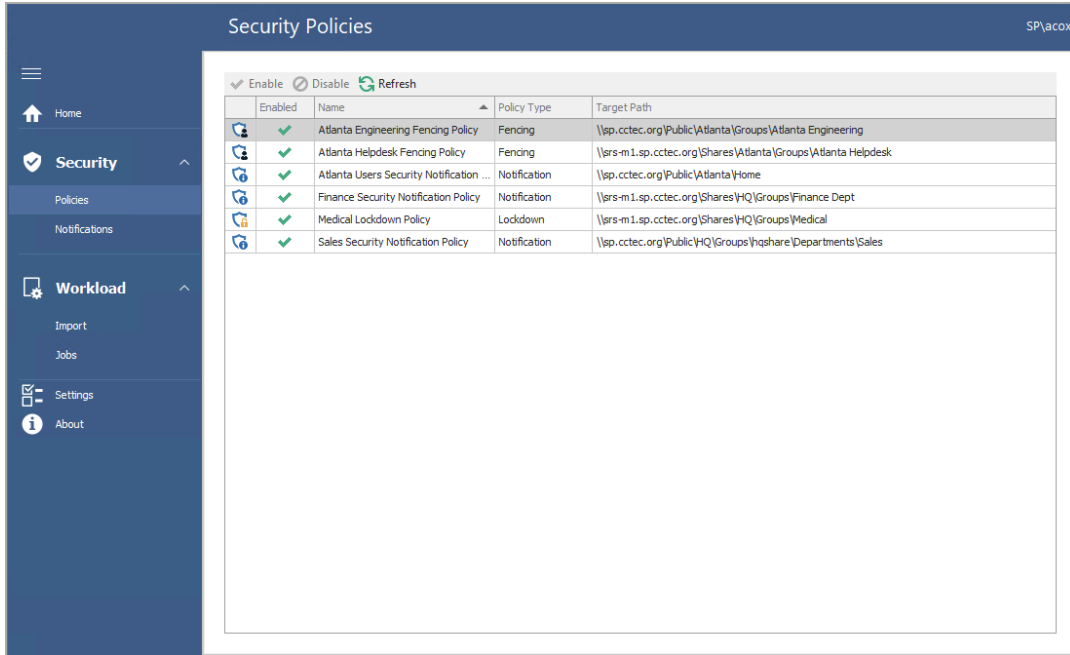 Security Policies
SP\acox
Home
Security
Policies
Notifications
Workload
Import
Jobs
Settings
About
Enable Disable Refresh
Enabled Name Policy Type Target Path
Atlanta Engineering Fencing Policy Fencing \\sp.cctec.org\Public\Atlanta\Groups\Atlanta Engineering
Atlanta Helpdesk Fencing Policy Fencing \\srs-m1.sp.cctec.org\Shares\Atlanta\Groups\Atlanta Helpdesk
Atlanta Users Security Notification ... Notification \\sp.cctec.org\Public\Atlanta\Home
Finance Security Notification Policy Notification \\srs-m1.sp.cctec.org\Shares\HQ\Groups\Finance Dept
Medical Lockdown Policy Lockdown \\srs-m1.sp.cctec.org\Shares\HQ\Groups\Medical
Sales Security Notification Policy Notification \\sp.cctec.org\Public\HQ\Groups\hqshare\Departments\Sales